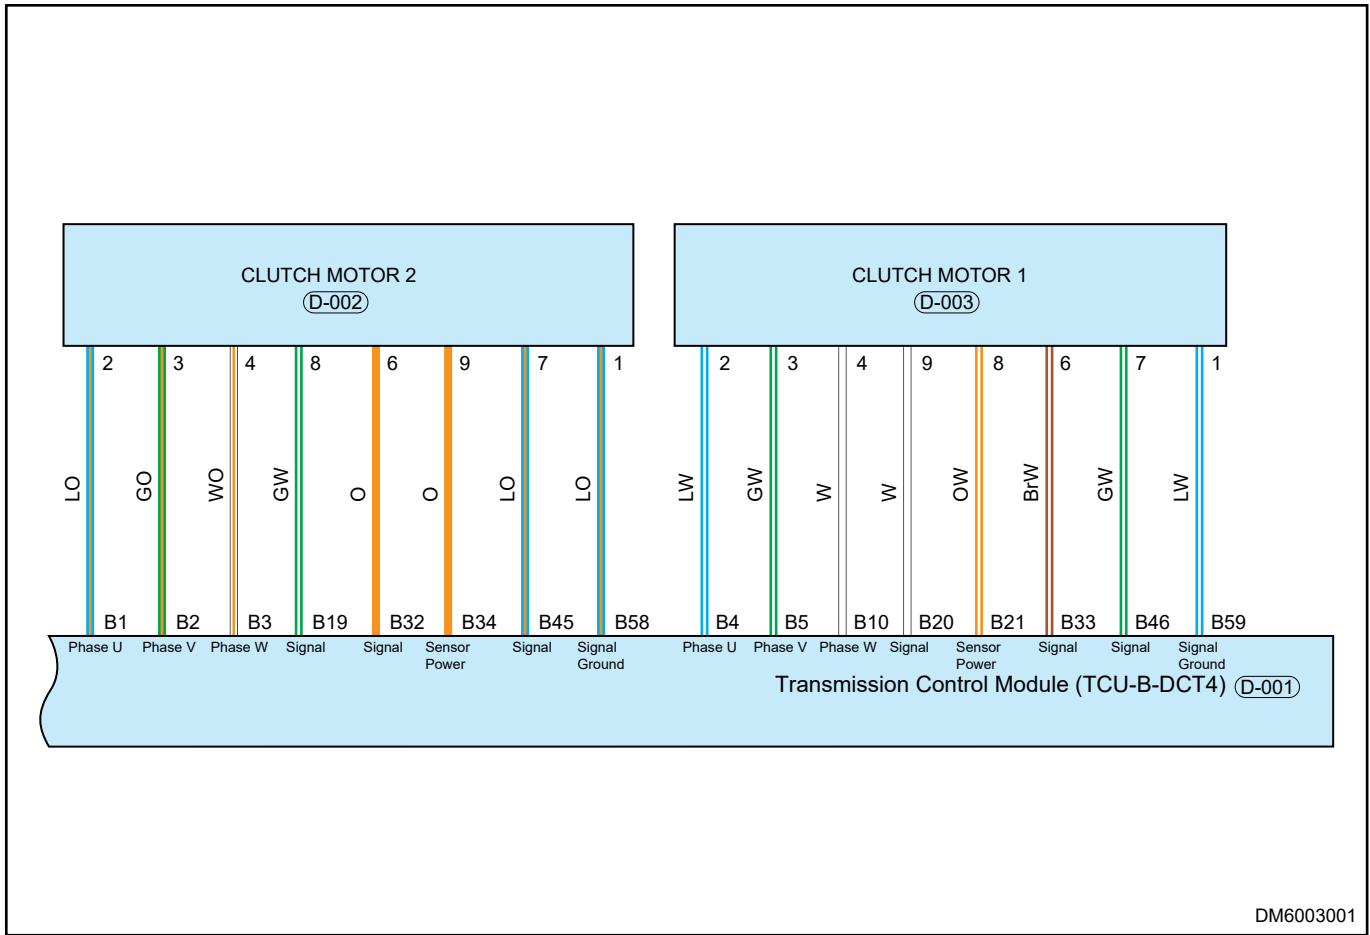 CLUTCH MOTOR 2
D-002
CLUTCH MOTOR 1
D-003
2 3 4 8 6 9 7 1 2 3 4 9 8 6 7 1
LO GO WO GW O O LO LO LW GW W W OW BrW GW LW
B1 B2 B3 B19 B32 B34 B45 B58 B4 B5 B10 B20 B21 B33 B46 B59
Phase U Phase V Phase W Signal Signal Sensor Signal Signal Phase U Phase V Phase W Signal Sensor Signal Signal Signal
Power Ground Power Ground
Transmission Control Module (TCU-B-DCT4) D-001
DM6003001